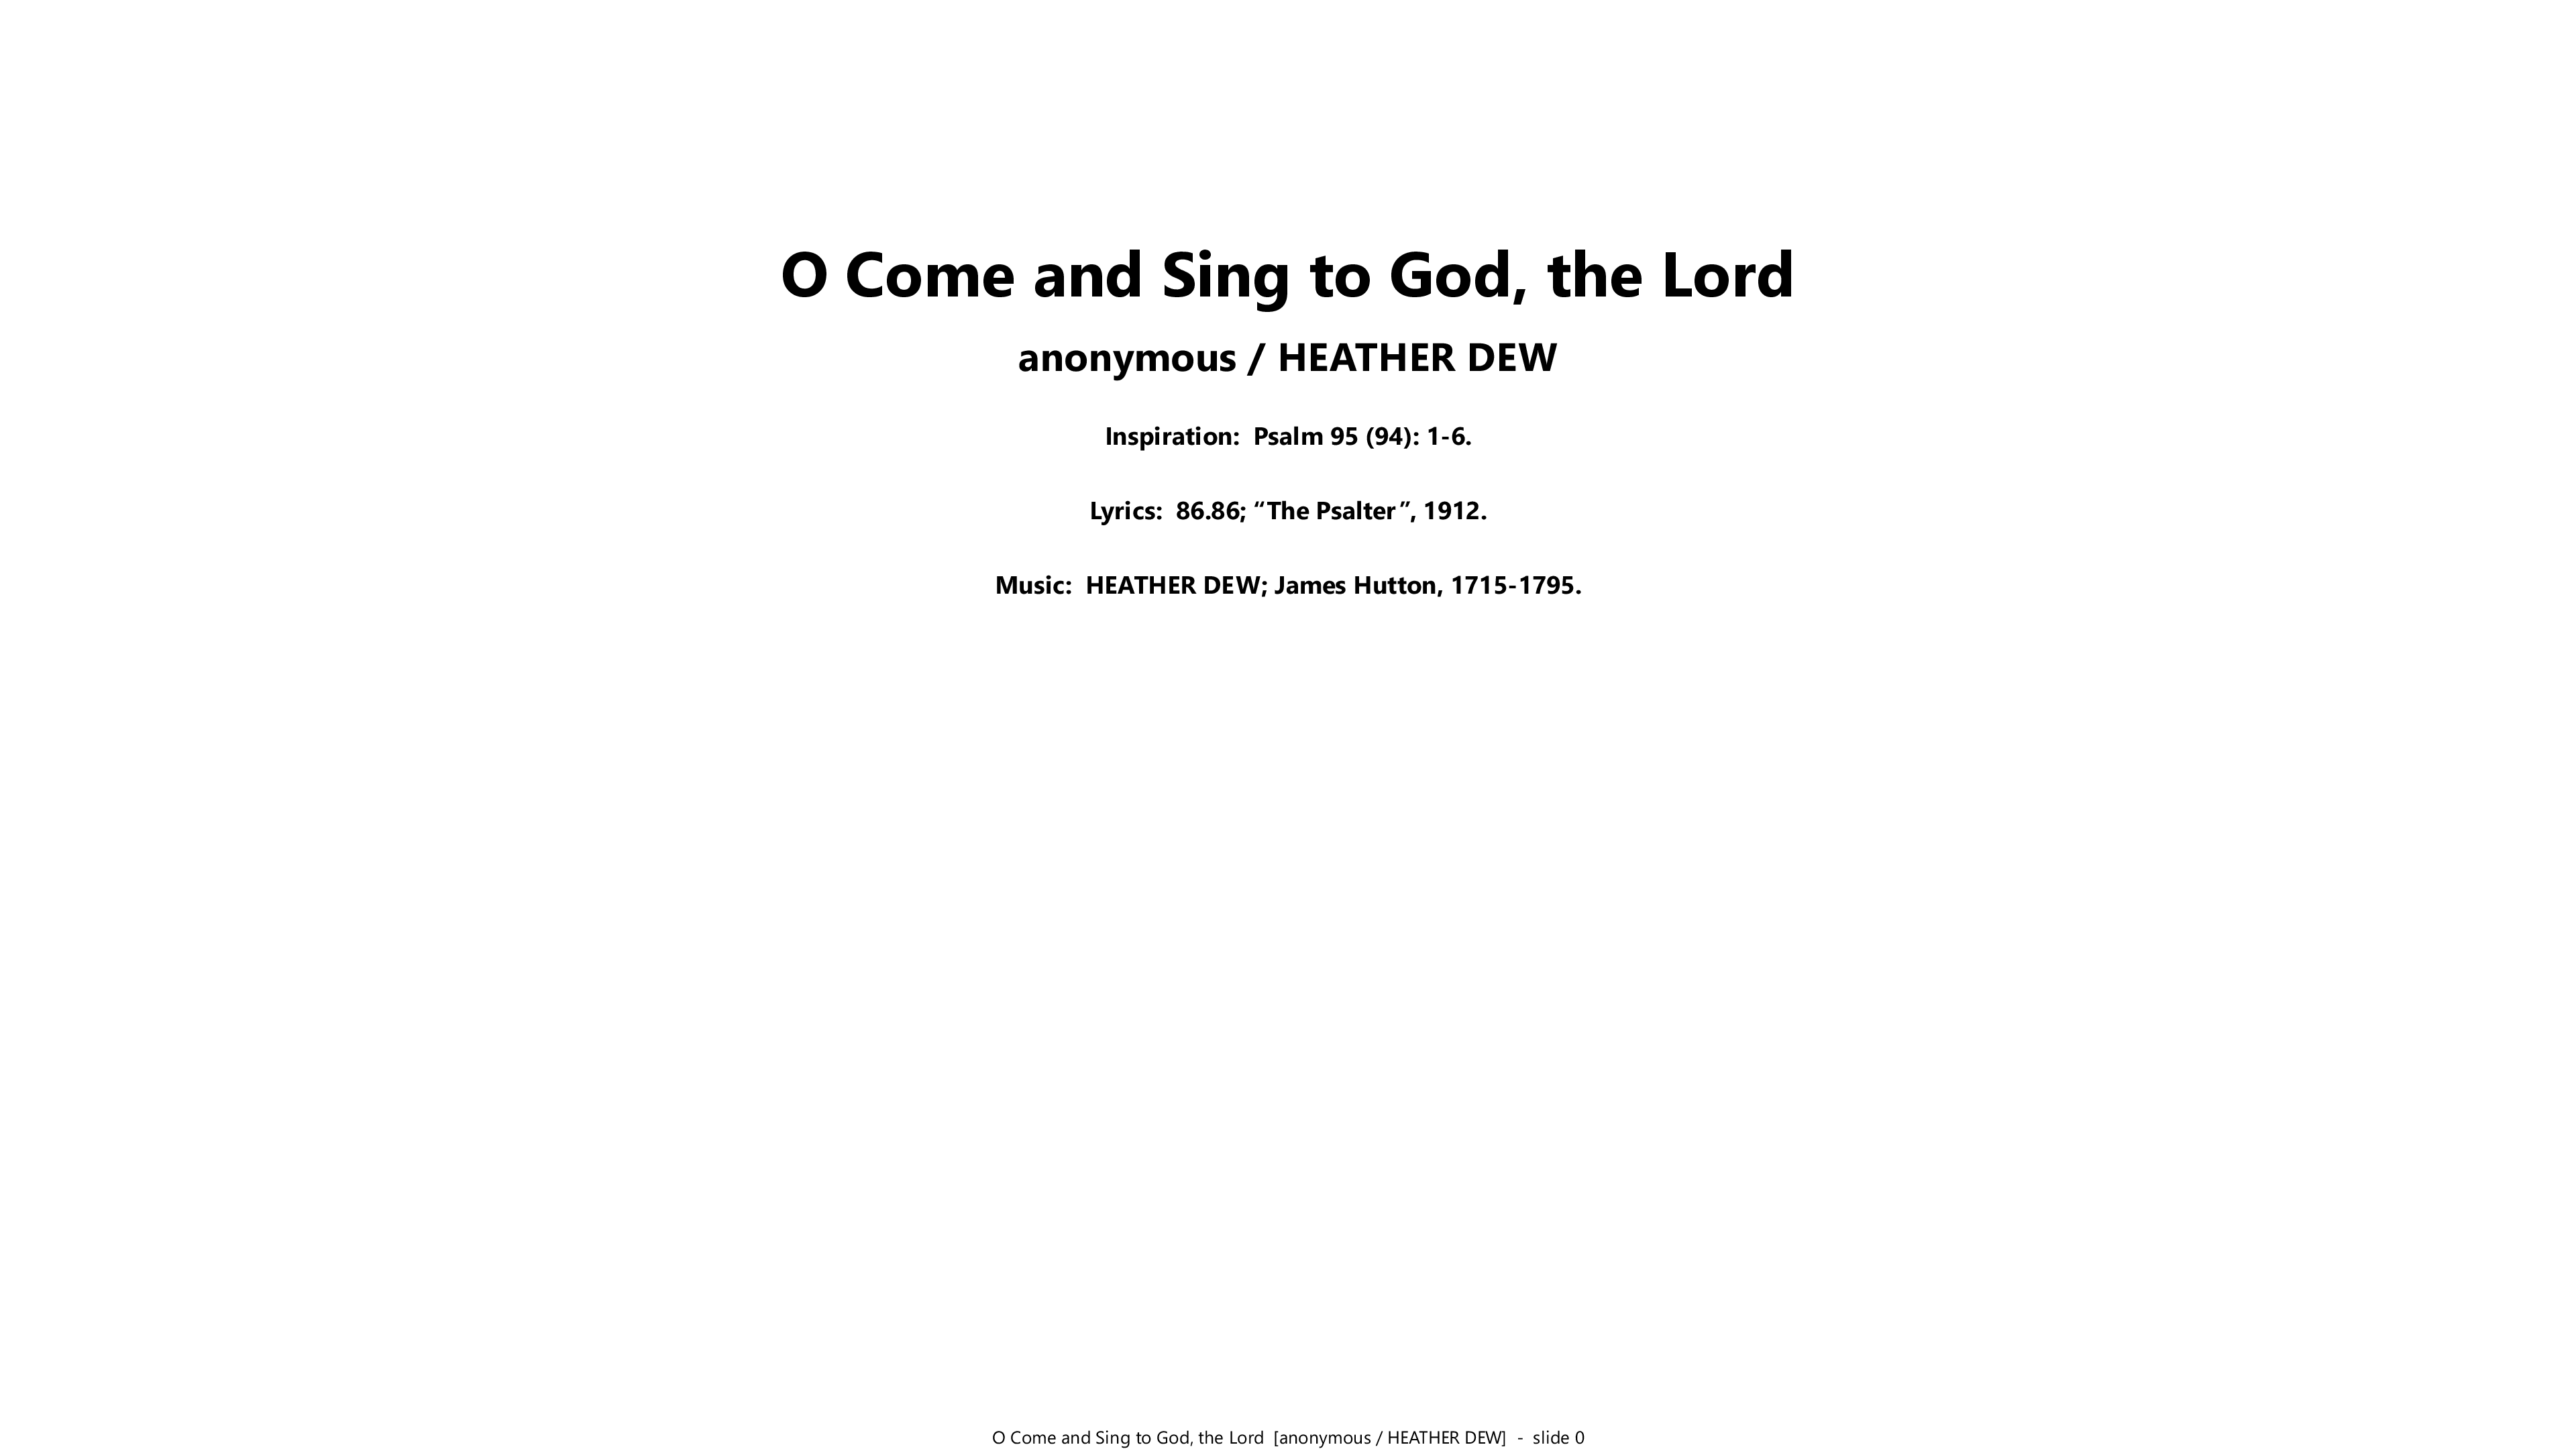 O Come and Sing to God, the Lord
anonymous / HEATHER DEW
Inspiration:  Psalm 95 (94): 1-6.
Lyrics:  86.86; “The Psalter”, 1912.
Music:  HEATHER DEW; James Hutton, 1715-1795.
O Come and Sing to God, the Lord  [anonymous / HEATHER DEW]  -  slide 0